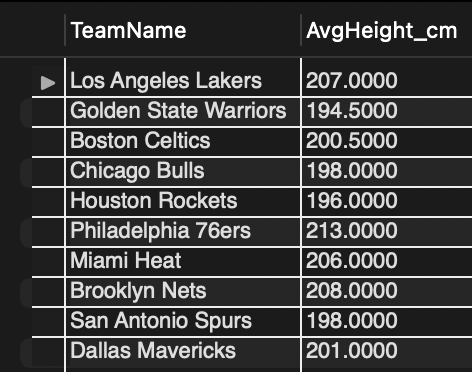 TeamName AvgHeight_cm
Los Angeles Lakers 207.0000
Golden State Warriors 194.5000
Boston Celtics 200.5000
Chicago Bulls 198.0000
Houston Rockets 196.0000
Philadelphia 76ers 213.0000
Miami Heat 206.0000
Brooklyn Nets 208.0000
San Antonio Spurs 198.0000
Dallas Mavericks 201.0000